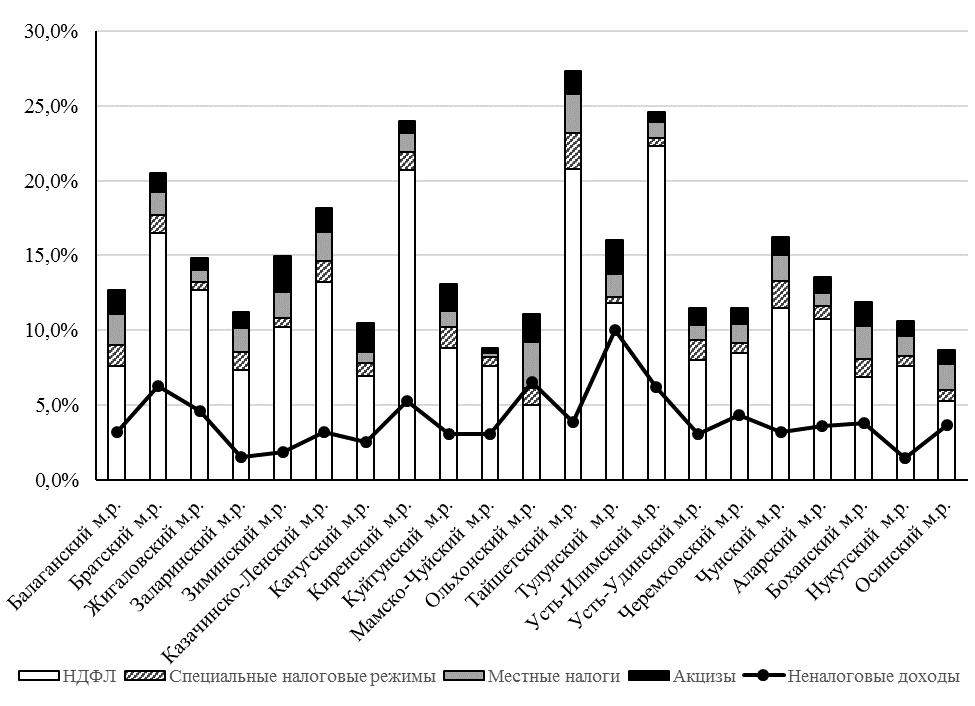 30,0%
25,0%
20,0%
15,0%
10,0%
5,0%
0,0%
Балаганский м.р.
Братский м.р.
Жигаловский м.р.
Заларинский м.р.
Зиминский м.р.
Казачинско-Ленский м.р.
Качугский м.р.
Киренский м.р.
Куйтунский м.р.
Мамско-Чуйский м.р.
Ольхонский м.р.
Тайшетский м.р.
Тулунский м.р.
Усть-Илимский м.р.
Усть-Удинский м.р.
Черемховский м.р.
Чунский м.р.
Аларский м.р.
Боханский м.р.
Нукутский м.р.
Осинский м.р.
НДФЛ Специальные налоговые режимы Местные налоги Акцизы Неналоговые доходы